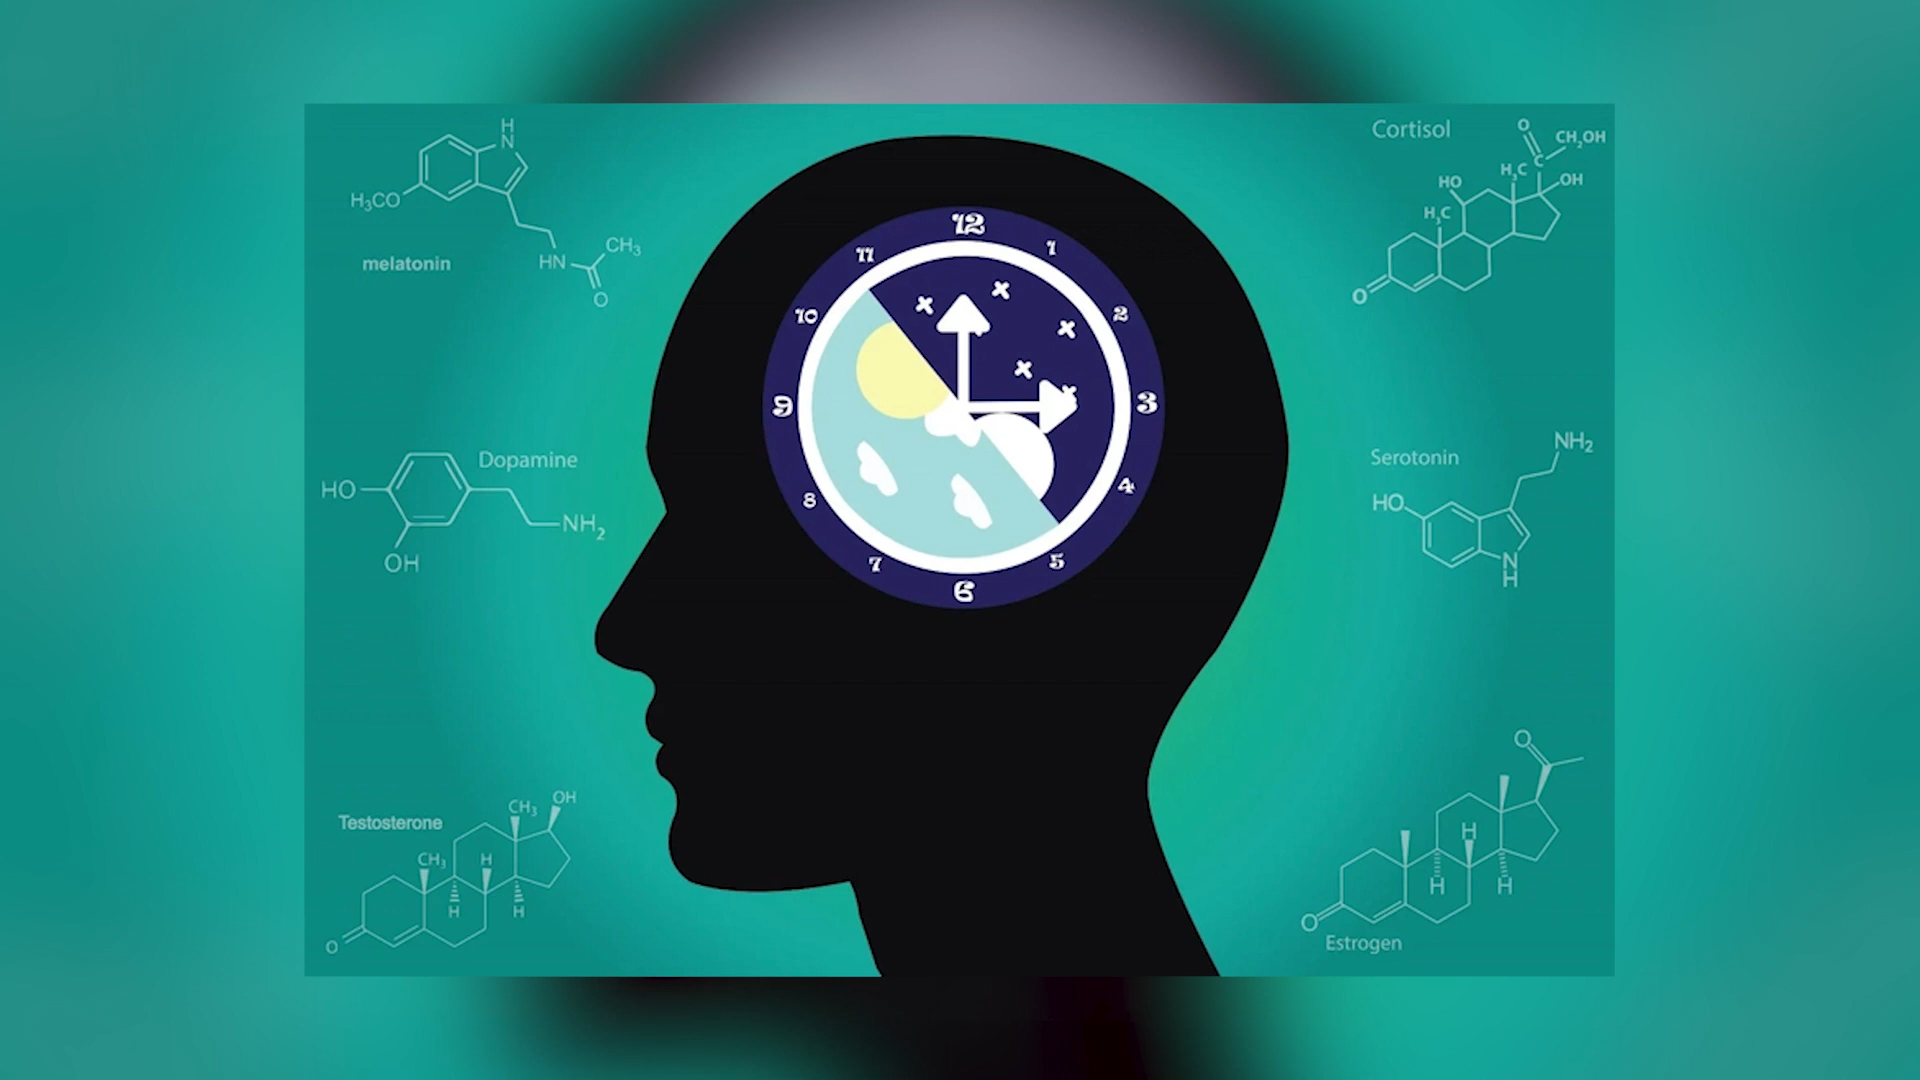 H
N
H₃CO
melatonin
HN
CH₃
O
Cortisol
O
CH₂OH
C
H₃C
OH
HO
H₃C
O
12
11
1
10
2
9
3
8
4
7
5
6
Dopamine
HO
NH₂
OH
Serotonin
NH₂
HO
N
H
Testosterone
CH₃
OH
CH₃
H
H
H
O
O
H
H
H
O
Estrogen